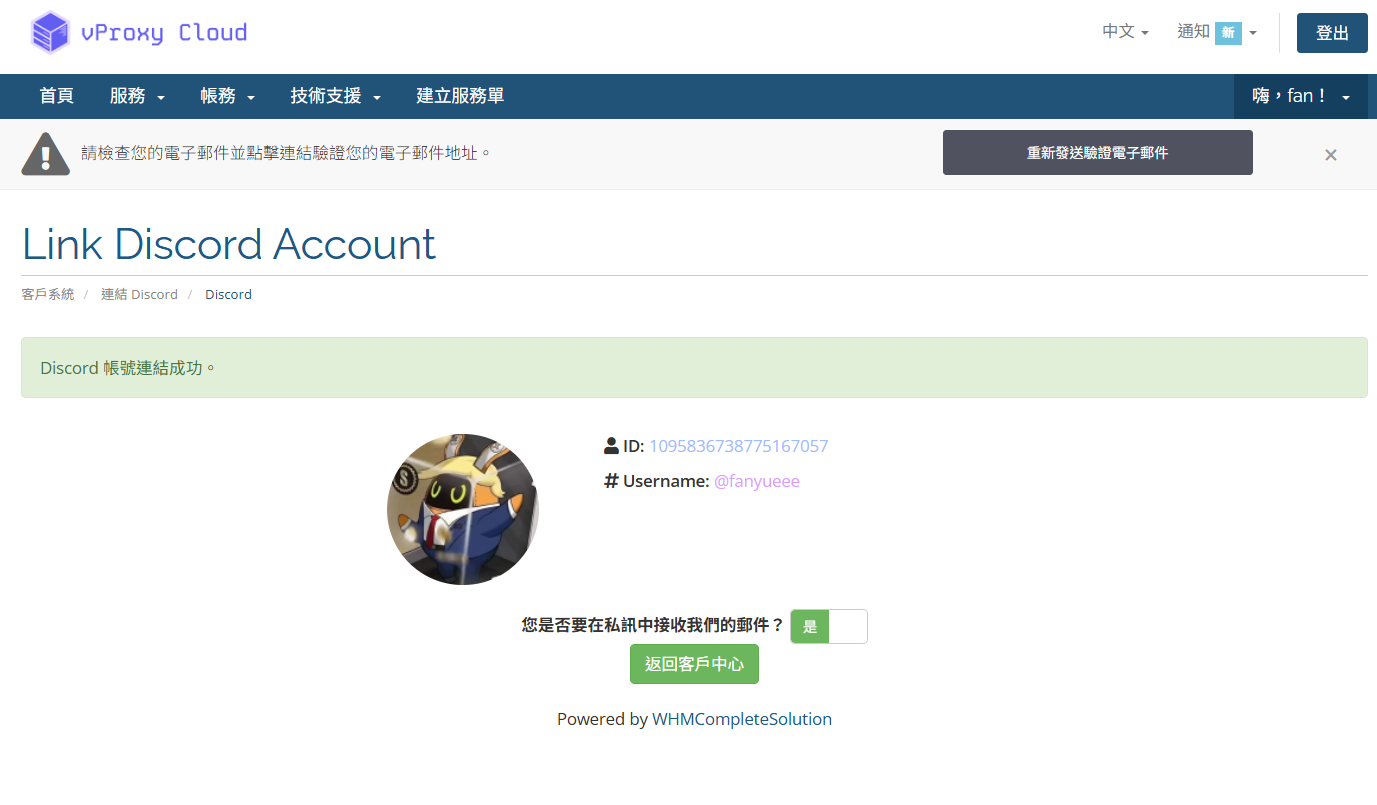 vProxy Cloud
中文
通知 新
登出
首頁 服務 帳務 技術支援 建立服務單
嗨，fan！
請檢查您的電子郵件並點擊連結驗證您的電子郵件地址。
重新發送驗證電子郵件
×
Link Discord Account
客戶系統 / 連結 Discord / Discord
Discord 帳號連結成功。
ID: 1095836738775167057
# Username: @fanyueee
您是否要在私訊中接收我們的郵件？ 是
返回客戶中心
Powered by WHMCompleteSolution